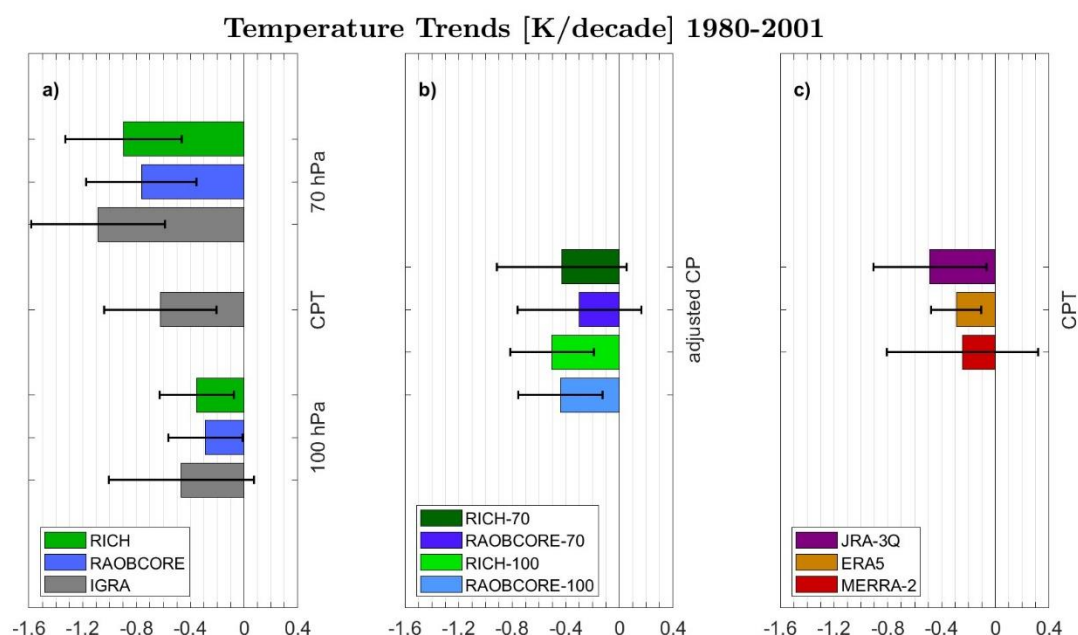 Temperature Trends [K/decade] 1980-2001
a)
70 hPa
CPT
100 hPa
RICH
RAOBCORE
IGRA
-1.6 -1.2 -0.8 -0.4 0 0.4
b)
adjusted CP
RICH-70
RAOBCORE-70
RICH-100
RAOBCORE-100
-1.6 -1.2 -0.8 -0.4 0 0.4
c)
CPT
JRA-3Q
ERA5
MERRA-2
-1.6 -1.2 -0.8 -0.4 0 0.4